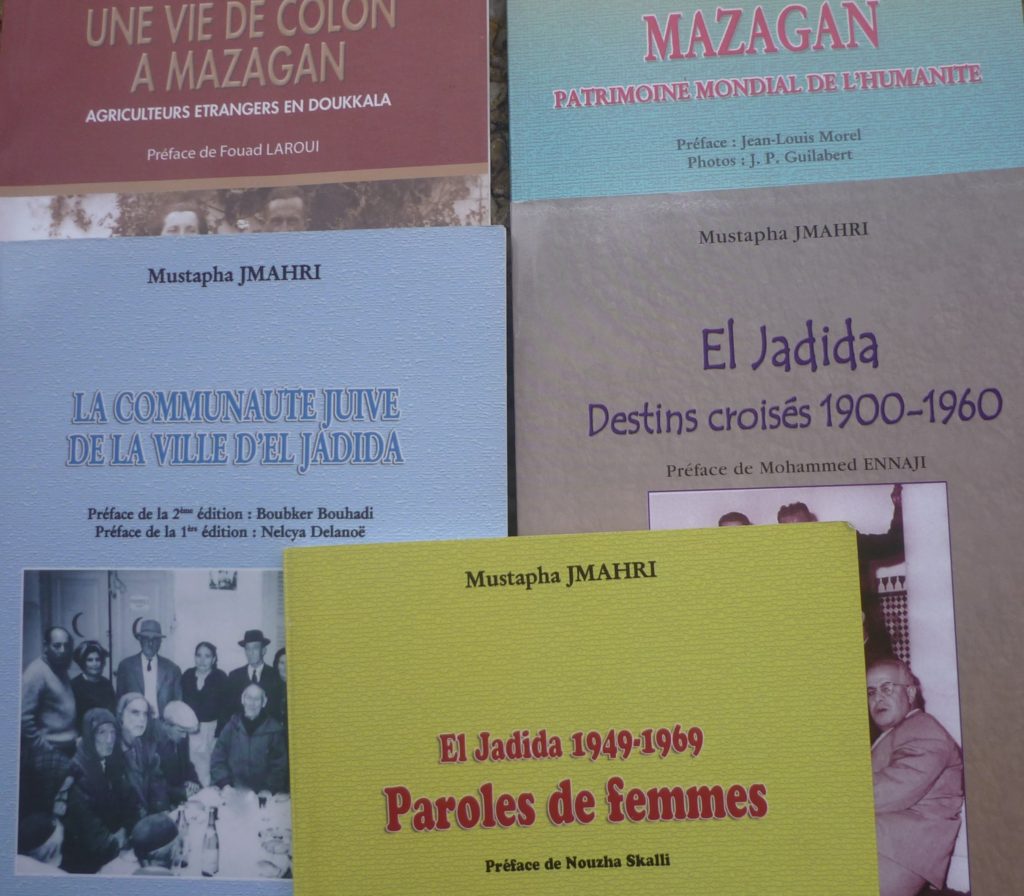 UNE VIE DE COLON
A MAZAGAN
AGRICULTEURS ETRANGERS EN DOUKKALA
Préface de Fouad LAROUI
MAZAGAN
PATRIMOINE MONDIAL DE L'HUMANITE
Préface : Jean-Louis Morel
Photos : J. P. Guilabert
Mustapha JMAHRI
LA COMMUNAUTE JUIVE
DE LA VILLE D'EL JADIDA
Préface de la 2ème édition : Boubker Bouhadi
Préface de la 1ère édition : Nelcya Delanoë
Mustapha JMAHRI
El Jadida
Destins croisés 1900-1960
Préface de Mohammed ENNAJI
Mustapha JMAHRI
El Jadida 1949-1969
Paroles de femmes
Préface de Nouzha Skalli